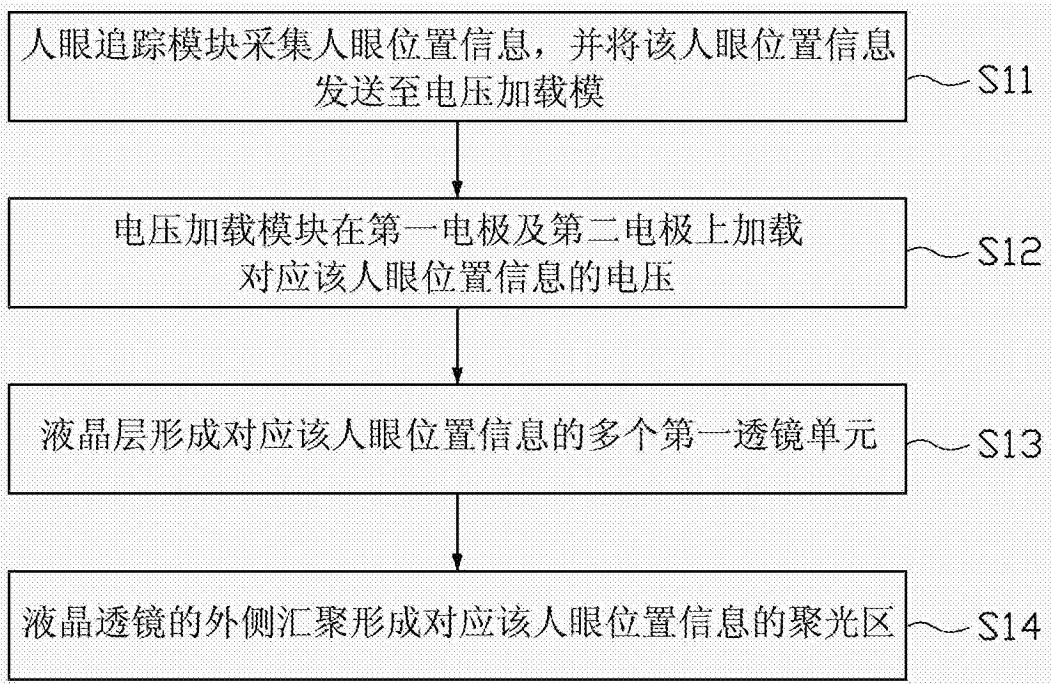 人眼追踪模块采集人眼位置信息，并将该人眼位置信息
发送至电压加载模
S11
电压加载模块在第一电极及第二电极上加载
对应该人眼位置信息的电压
S12
液晶层形成对应该人眼位置信息的多个第一透镜单元
S13
液晶透镜的外侧汇聚形成对应该人眼位置信息的聚光区
S14